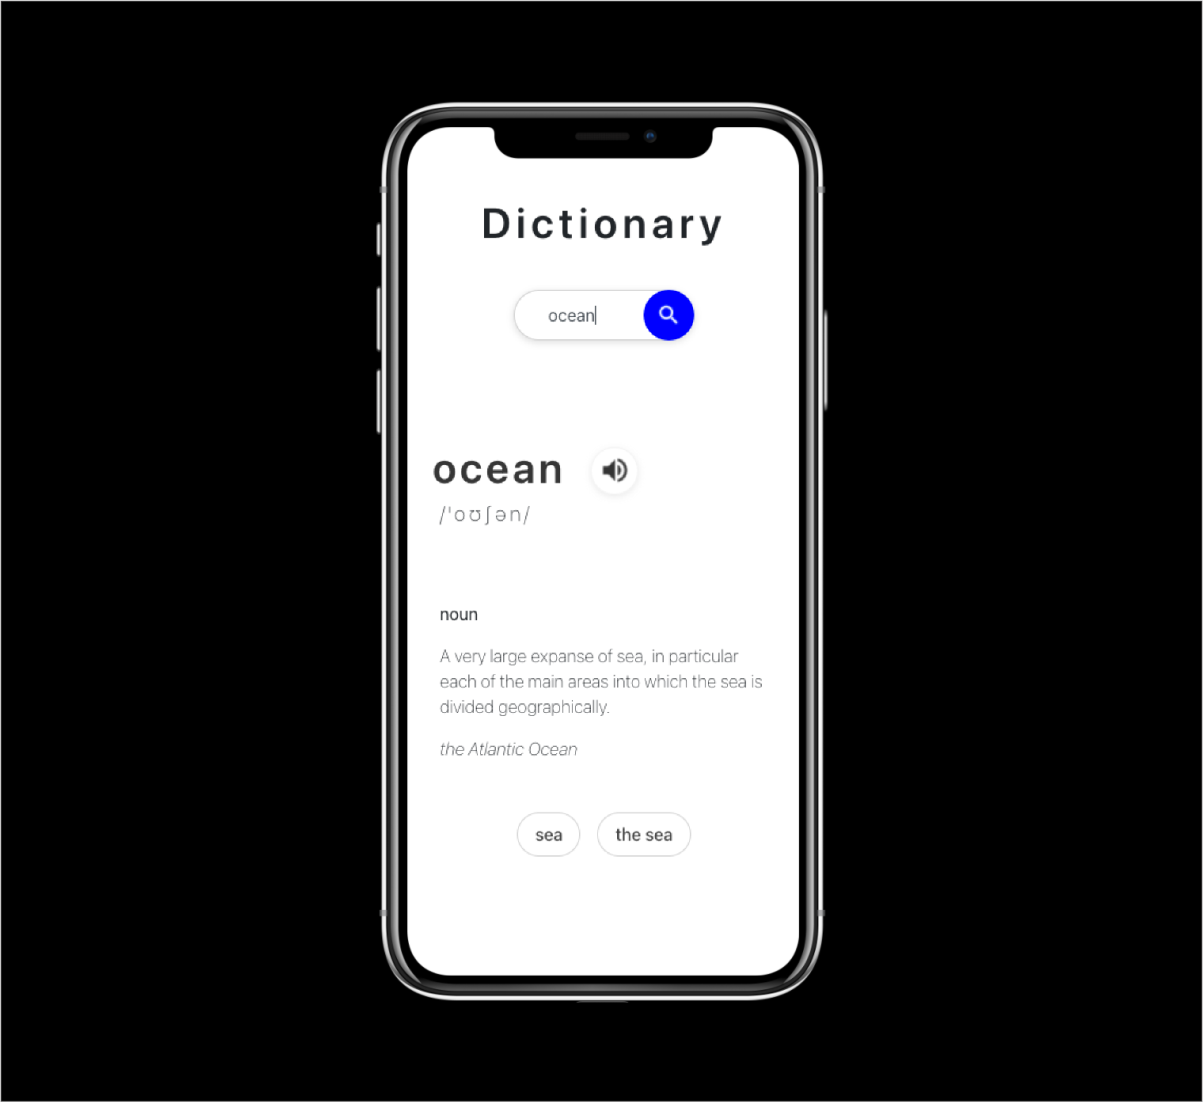 Dictionary
ocean
ocean
/ˈoʊʃən/
noun
A very large expanse of sea, in particular
each of the main areas into which the sea is
divided geographically.
the Atlantic Ocean
sea the sea